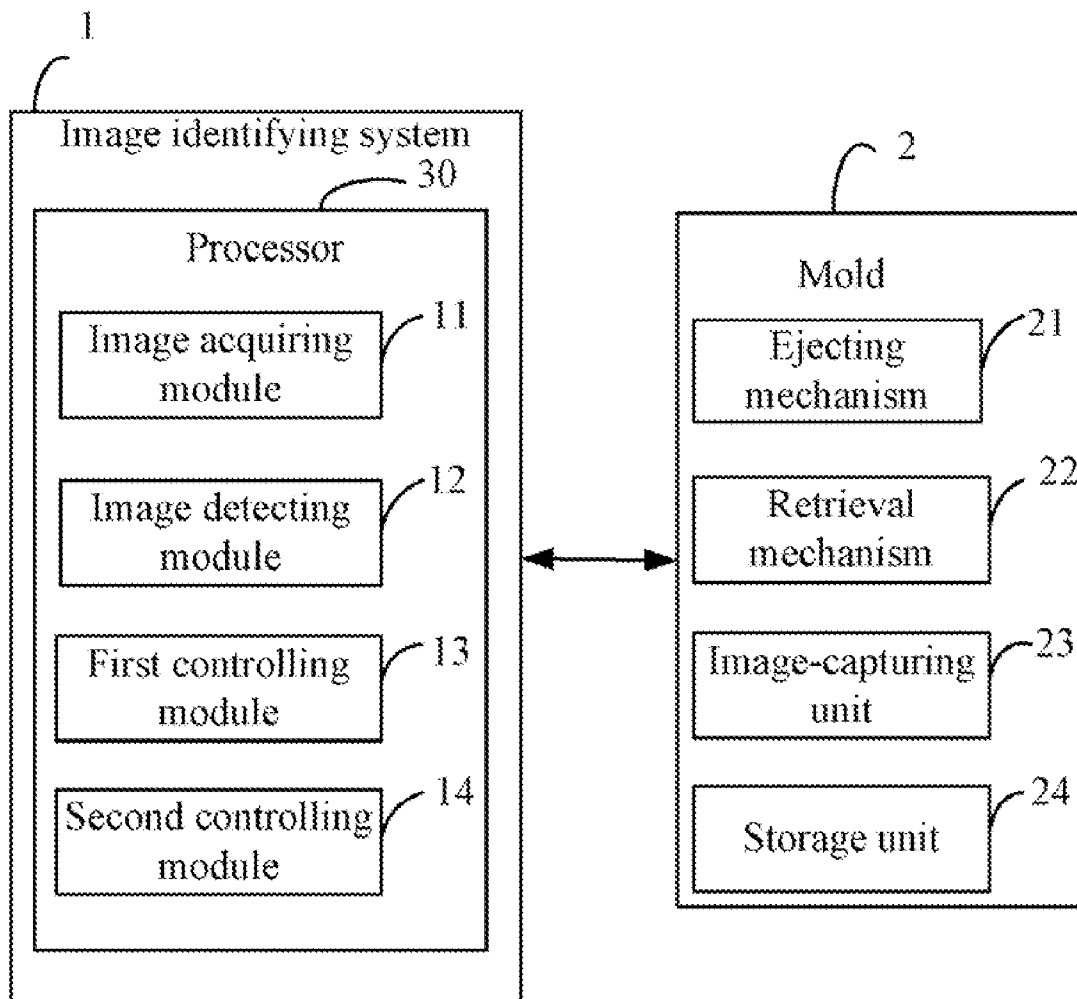 1
Image identifying system
30
Processor
11
Image acquiring
module
12
Image detecting
module
13
First controlling
module
14
Second controlling
module
2
Mold
21
Ejecting
mechanism
22
Retrieval
mechanism
23
Image-capturing
unit
24
Storage unit